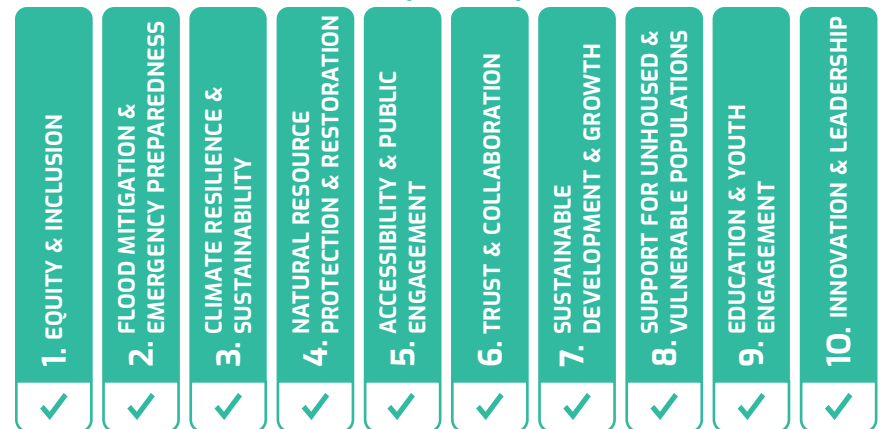 1. EQUITY & INCLUSION
2. FLOOD MITIGATION &
EMERGENCY PREPAREDNESS
3. CLIMATE RESILIENCE &
SUSTAINABILITY
4. NATURAL RESOURCE
PROTECTION & RESTORATION
5. ACCESSIBILITY & PUBLIC
ENGAGEMENT
6. TRUST & COLLABORATION
7. SUSTAINABLE
DEVELOPMENT & GROWTH
8. SUPPORT FOR UNHOUSED &
VULNERABLE POPULATIONS
9. EDUCATION & YOUTH
ENGAGEMENT
10. INNOVATION & LEADERSHIP